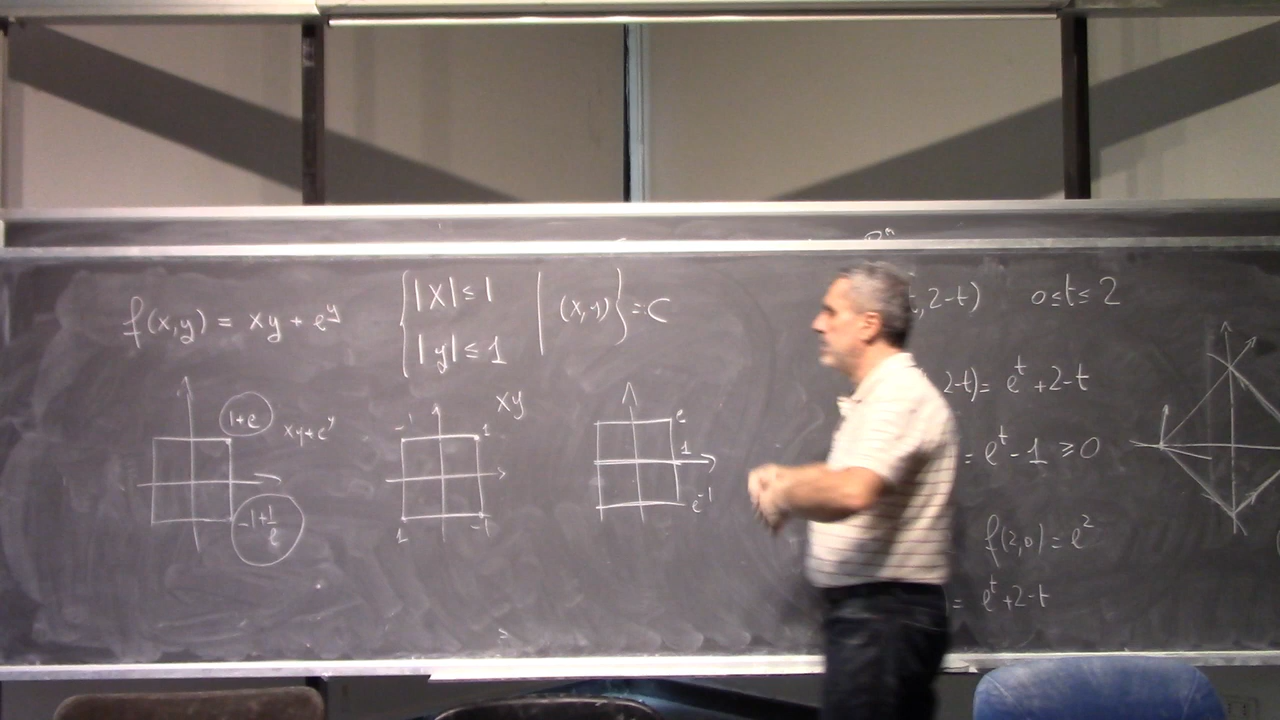 f(x,y) = xy + e^y
{ |x| ≤ 1
|y| ≤ 1
| (x,y) } = C
1+e
xy+e^y
-1+1/e
-1 1
xy
1 -1
e
1
e^-1
,2-t) 0≤t≤2
2-t)= e^t+2-t
= e^t-1 ≥0
f(2,0)=e^2
= e^t+2-t